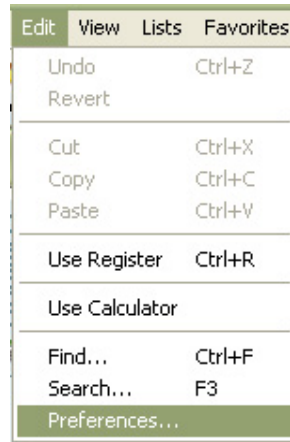 Edit View Lists Favorites
Undo Ctrl+Z
Revert
Cut Ctrl+X
Copy Ctrl+C
Paste Ctrl+V
Use Register Ctrl+R
Use Calculator
Find... Ctrl+F
Search... F3
Preferences...